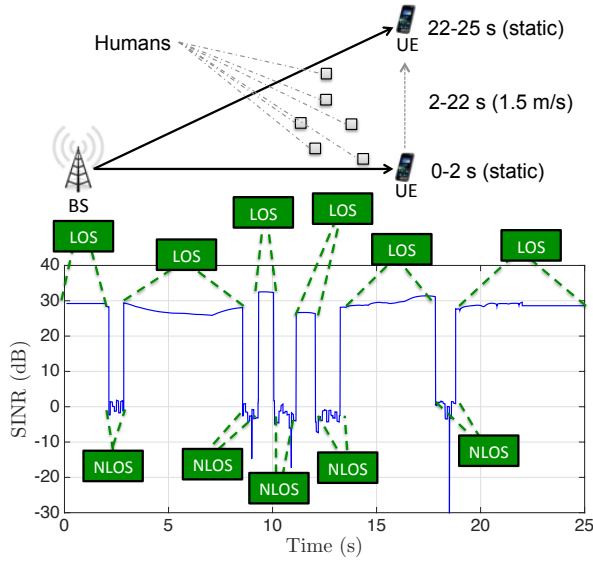 22-25 s (static)
Humans
UE
2-22 s (1.5 m/s)
0-2 s (static)
BS
UE
LOS
LOS
LOS
LOS
LOS
LOS
40
30
20
10
0
-10
-20
-30
SINR (dB)
NLOS
NLOS
NLOS
NLOS
NLOS
0
5
10
15
20
25
Time (s)